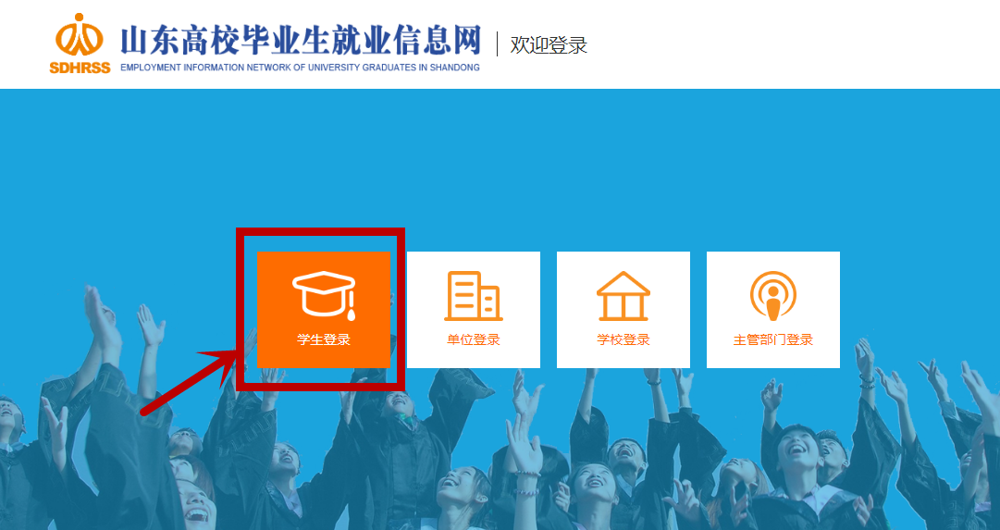 山东高校毕业生就业信息网
欢迎登录
SDHRSS
EMPLOYMENT INFORMATION NETWORK OF UNIVERSITY GRADUATES IN SHANDONG
学生登录
单位登录
学校登录
主管部门登录